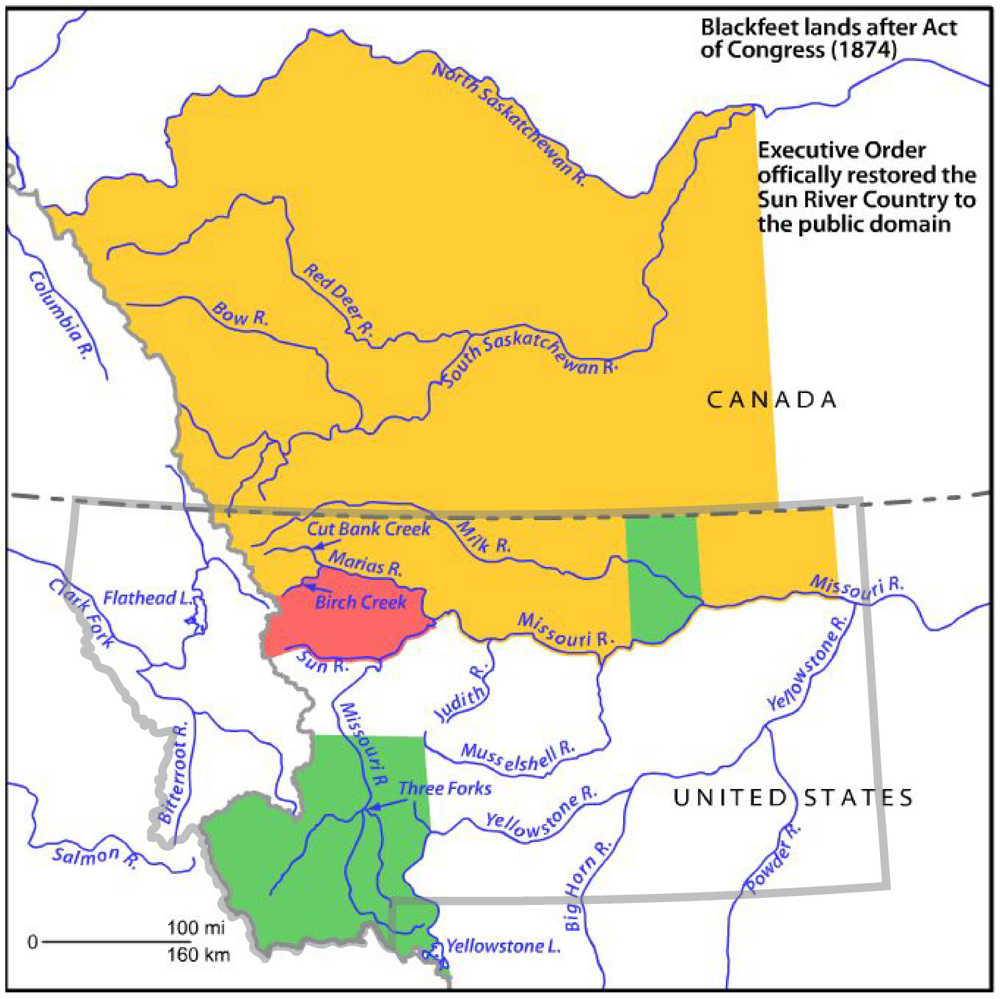 Blackfeet lands after Act
of Congress (1874)
North Saskatchewan R.
Executive Order
offically restored the
Sun River Country to
the public domain
Columbia R.
Red Deer R.
Bow R.
South Saskatchewan R.
CANADA
Cut Bank Creek
Milk R.
Marias R.
Clark Fork
Flathead L.
Birch Creek
Missouri R.
Missouri R.
Sun R.
Judith R.
Yellowstone R.
Missouri R
Bitterroot R.
Musselshell R.
Three Forks
Yellowstone R.
UNITED STATES
Salmon R.
Big Horn R.
Powder R.
0
100 mi
160 km
Yellowstone L.